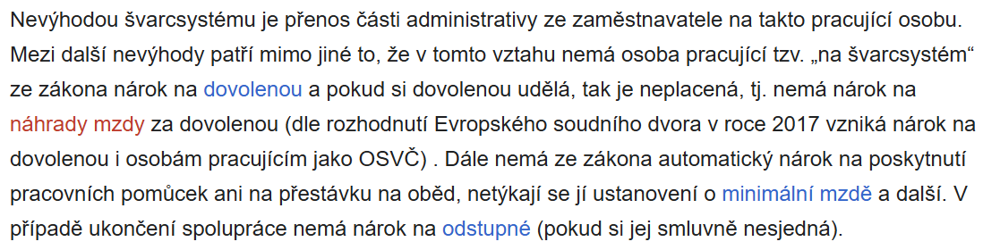 Nevýhodou švarcsystému je přenos části administrativy ze zaměstnavatele na takto pracující osobu.
Mezi další nevýhody patří mimo jiné to, že v tomto vztahu nemá osoba pracující tzv. „na švarcsystém“
ze zákona nárok na dovolenou a pokud si dovolenou udělá, tak je neplacená, tj. nemá nárok na
náhrady mzdy za dovolenou (dle rozhodnutí Evropského soudního dvora v roce 2017 vzniká nárok na
dovolenou i osobám pracujícím jako OSVČ) . Dále nemá ze zákona automatický nárok na poskytnutí
pracovních pomůcek ani na přestávku na oběd, netýkají se jí ustanovení o minimální mzdě a další. V
případě ukončení spolupráce nemá nárok na odstupné (pokud si jej smluvně nesjedná).